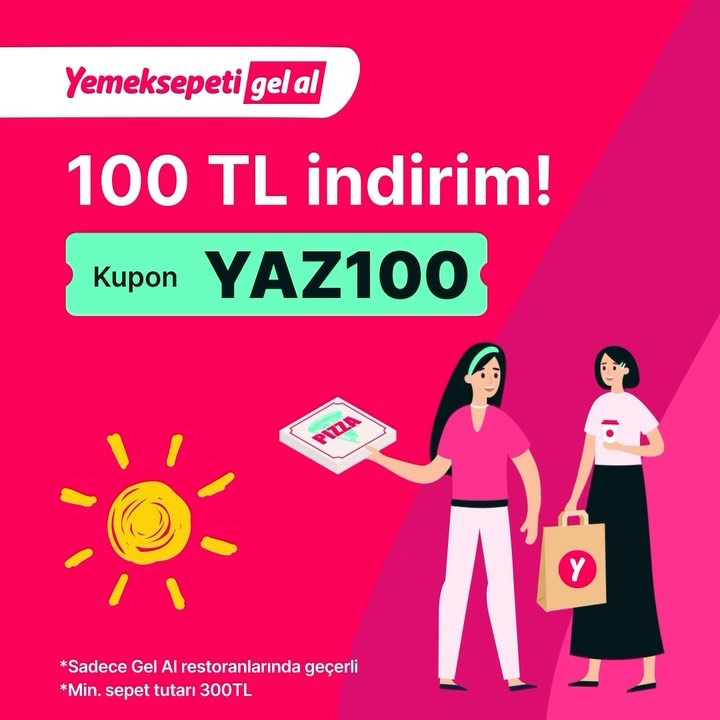 Yemeksepeti gel al
100 TL indirim!
Kupon YAZ100
PIZZA
Y
*Sadece Gel Al restoranlarında geçerli
*Min. sepet tutarı 300TL